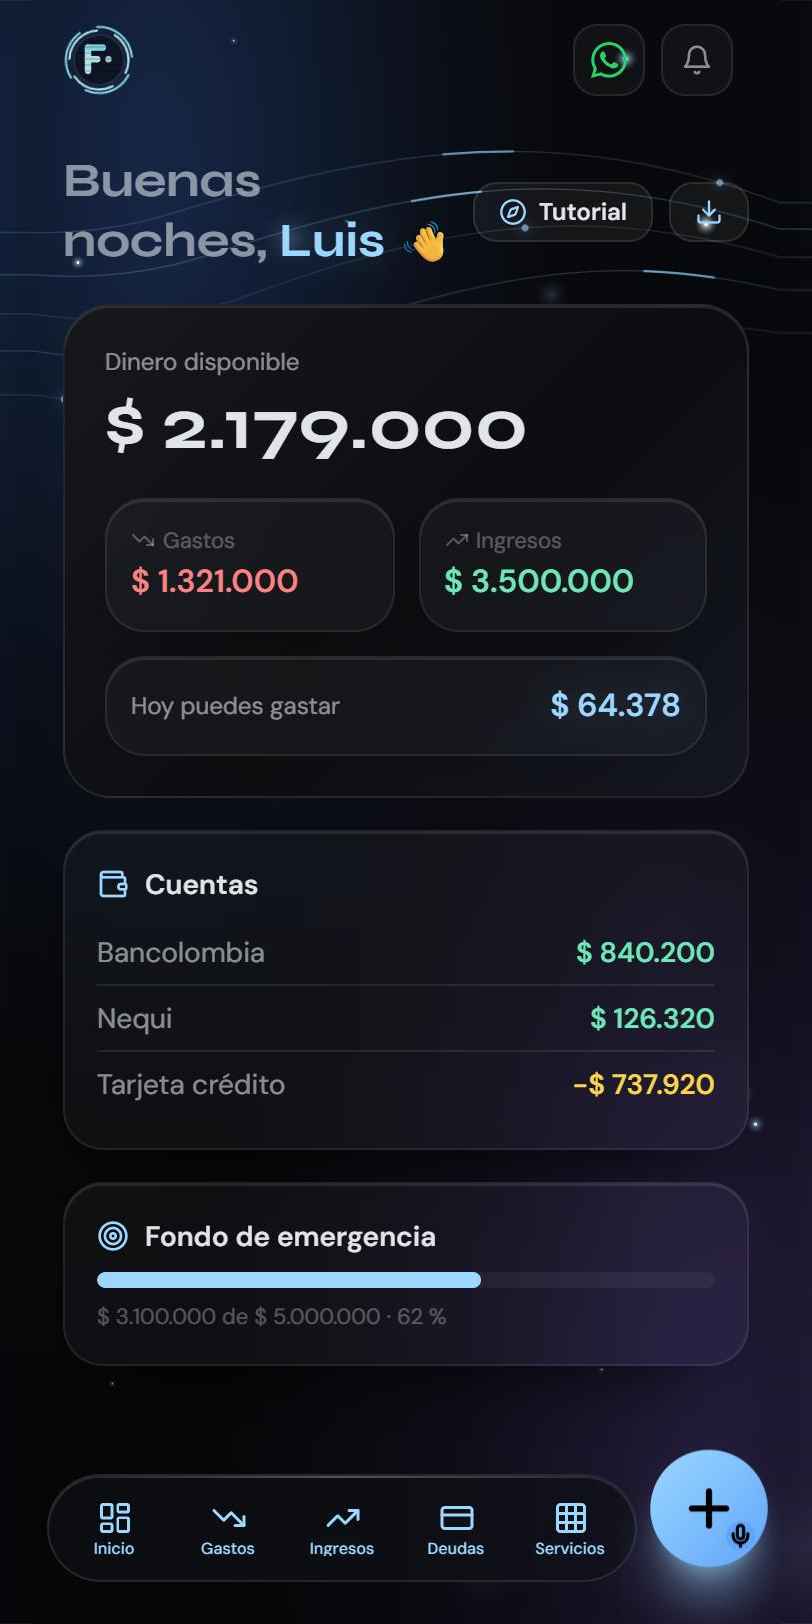 F
Buenas
noches, Luis 👋
Tutorial
Dinero disponible
$ 2.179.000
Gastos
$ 1.321.000
Ingresos
$ 3.500.000
Hoy puedes gastar
$ 64.378
Cuentas
Bancolombia
$ 840.200
Nequi
$ 126.320
Tarjeta crédito
-$ 737.920
Fondo de emergencia
$ 3.100.000 de $ 5.000.000 · 62 %
Inicio
Gastos
Ingresos
Deudas
Servicios